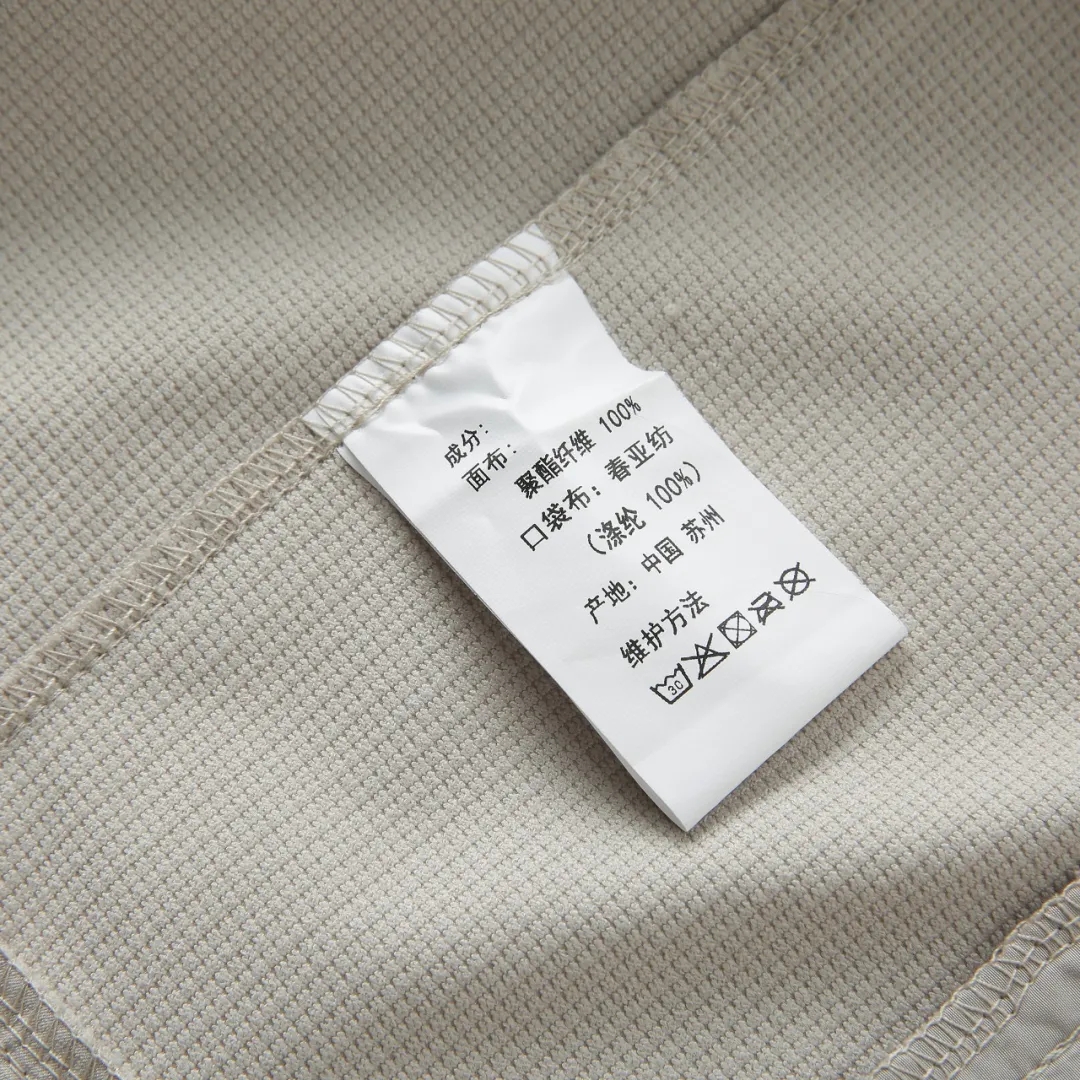 成分:
面布:
聚酯纤维 100%
口袋布: 春亚纺
(涤纶 100%)
产地: 中国 苏州
维护方法
30